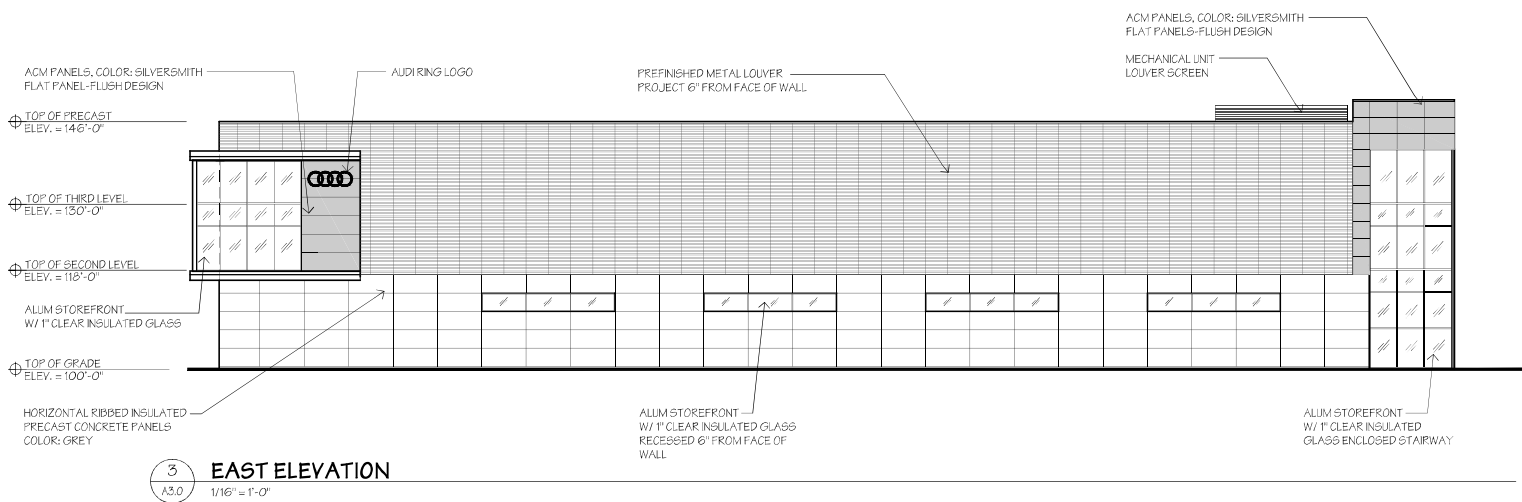 ACM PANELS, COLOR: SILVERSMITH
FLAT PANELS-FLUSH DESIGN
MECHANICAL UNIT
LOUVER SCREEN
ACM PANELS, COLOR: SILVERSMITH
FLAT PANEL-FLUSH DESIGN
AUDI RING LOGO
PREFINISHED METAL LOUVER
PROJECT 6" FROM FACE OF WALL
TOP OF PRECAST
ELEV. = 146'-0"
TOP OF THIRD LEVEL
ELEV. = 130'-0"
TOP OF SECOND LEVEL
ELEV. = 118'-0"
ALUM STOREFRONT
W/ 1" CLEAR INSULATED GLASS
TOP OF GRADE
ELEV. = 100'-0"
HORIZONTAL RIBBED INSULATED
PRECAST CONCRETE PANELS
COLOR: GREY
ALUM STOREFRONT
W/ 1" CLEAR INSULATED GLASS
RECESSED 6" FROM FACE OF
WALL
ALUM STOREFRONT
W/ 1" CLEAR INSULATED
GLASS ENCLOSED STAIRWAY
3
A3.0
EAST ELEVATION
1/16" = 1'-0"